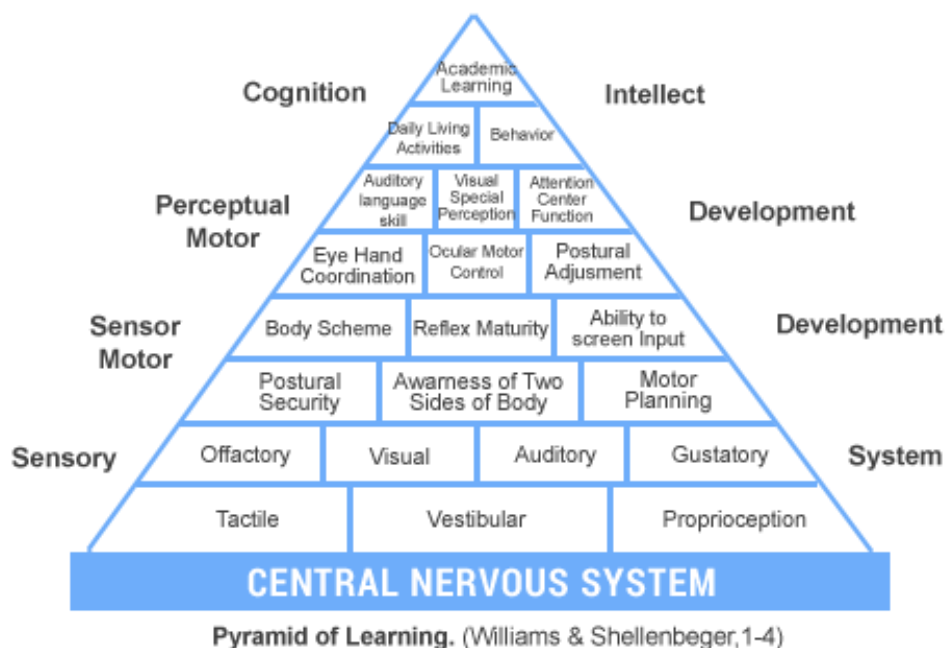 Academic
Learning
Cognition
Intellect
Daily Living
Activities
Behavior
Auditory
language
skill
Visual
Special
Perception
Attention
Center
Function
Perceptual
Motor
Development
Eye Hand
Coordination
Ocular Motor
Control
Postural
Adjusment
Sensor
Motor
Body Scheme
Reflex Maturity
Ability to
screen Input
Development
Postural
Security
Awarness of Two
Sides of Body
Motor
Planning
Sensory
Offactory
Visual
Auditory
Gustatory
System
Tactile
Vestibular
Proprioception
CENTRAL NERVOUS SYSTEM
Pyramid of Learning. (Williams & Shellenbeger,1-4)